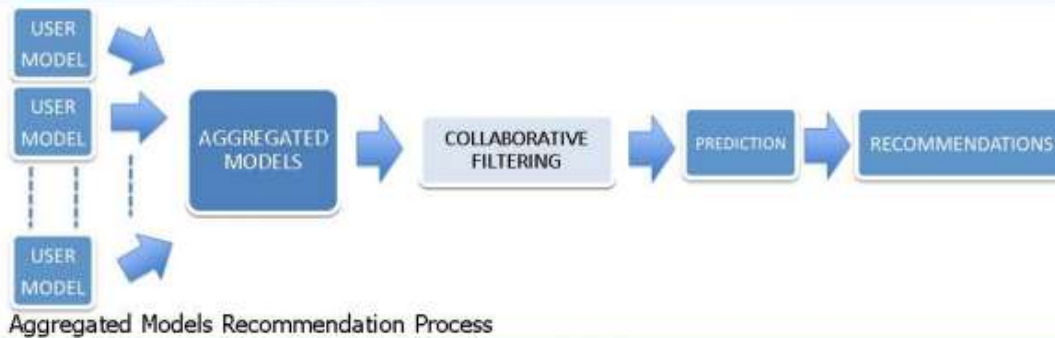 USER
MODEL
USER
MODEL
USER
MODEL
AGGREGATED
MODELS
COLLABORATIVE
FILTERING
PREDICTION
RECOMMENDATIONS
Aggregated Models Recommendation Process